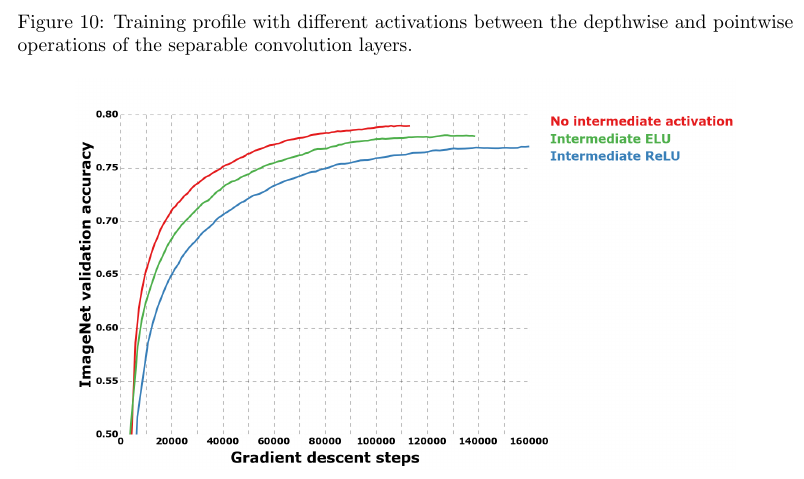 Figure 10: Training profile with different activations between the depthwise and pointwise
operations of the separable convolution layers.
No intermediate activation
Intermediate ELU
Intermediate ReLU
ImageNet validation accuracy
0.80
0.75
0.70
0.65
0.60
0.55
0.50
0 20000 40000 60000 80000 100000 120000 140000 160000
Gradient descent steps